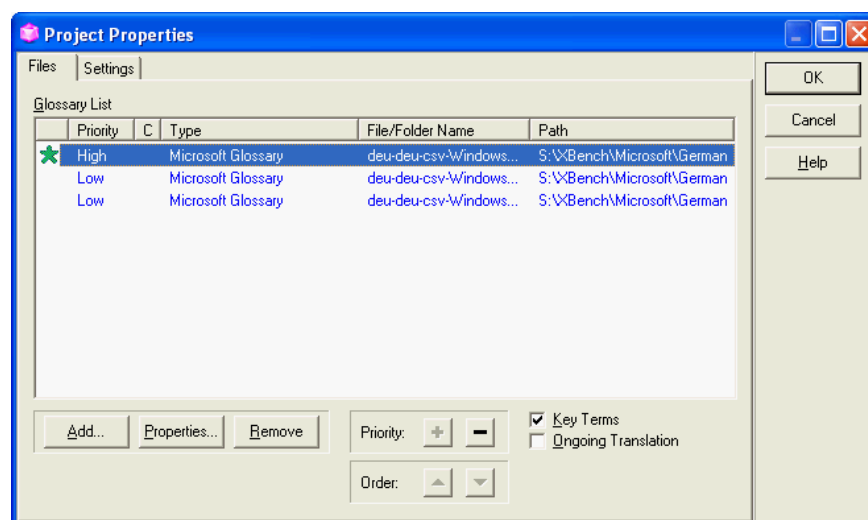 Project Properties
Files Settings
OK
Glossary List
Cancel
Priority C Type File/Folder Name Path
High Microsoft Glossary deu-deu-csv-Windows... S:\XBench\Microsoft\German
Help
Low Microsoft Glossary deu-deu-csv-Windows... S:\XBench\Microsoft\German
Low Microsoft Glossary deu-deu-csv-Windows... S:\XBench\Microsoft\German
Add... Properties... Remove Priority: Key Terms
Ongoing Translation
Order: